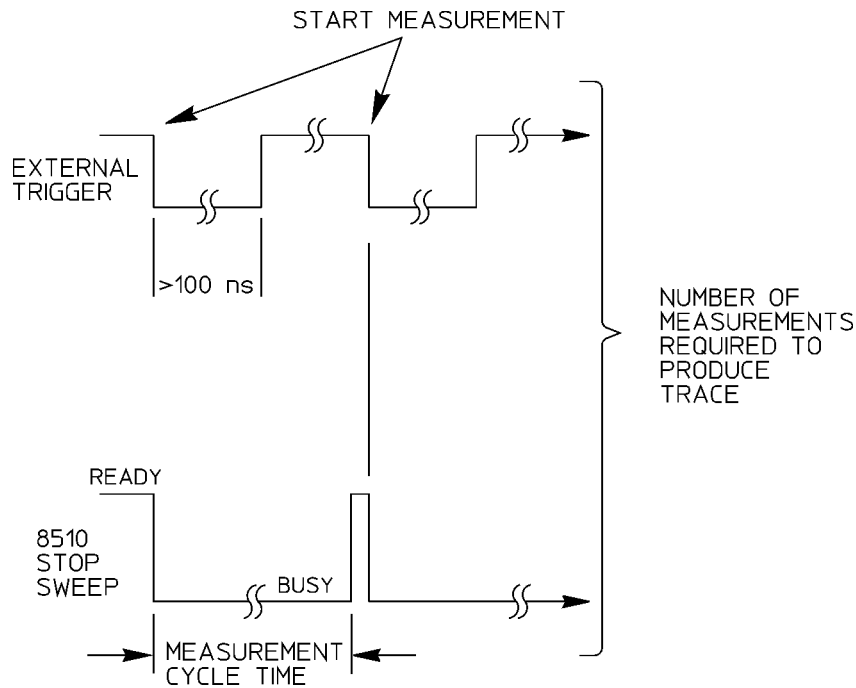 START MEASUREMENT
EXTERNAL
TRIGGER
>100 ns
NUMBER OF
MEASUREMENTS
REQUIRED TO
PRODUCE
TRACE
READY
8510
STOP
SWEEP
BUSY
MEASUREMENT
CYCLE TIME